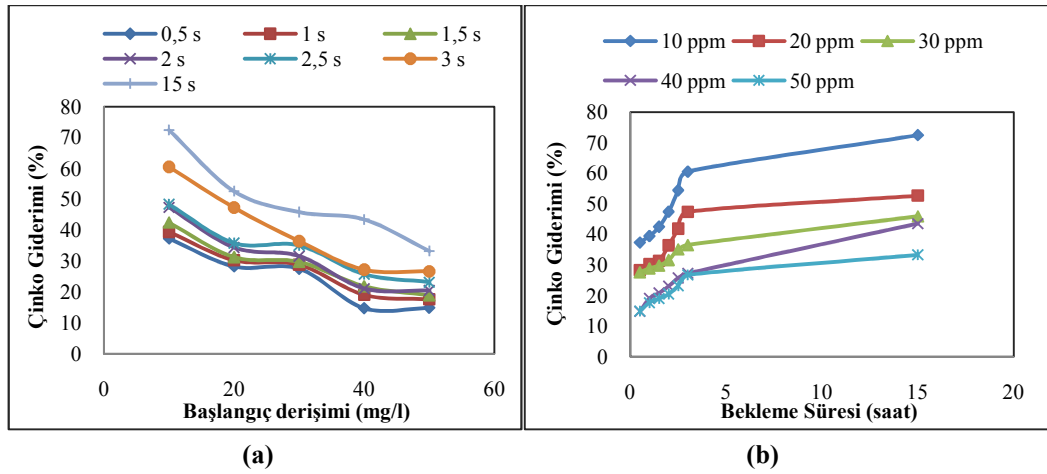 0,5 s 1 s 1,5 s
2 s 2,5 s 3 s
15 s
80
70
60
50
40
30
20
10
0
Çinko Giderimi (%)
0 20 40 60
Başlangıç derişimi (mg/l)
(a)
10 ppm 20 ppm 30 ppm
40 ppm 50 ppm
80
70
60
50
40
30
20
10
0
Çinko Giderimi (%)
0 5 10 15 20
Bekleme Süresi (saat)
(b)